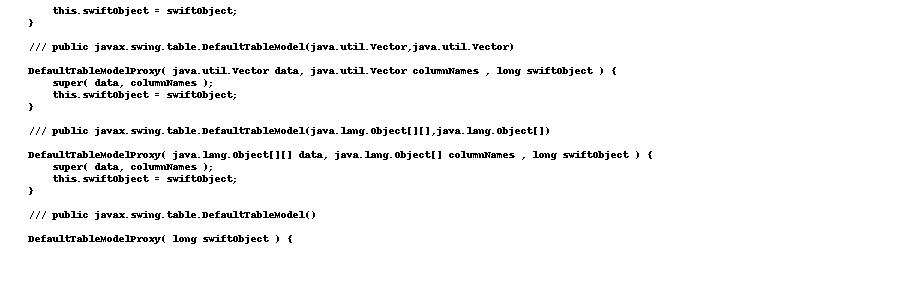 this.swiftObject = swiftObject;
}
/// public javax.swing.table.DefaultTableModel(java.util.Vector,java.util.Vector)
DefaultTableModelProxy( java.util.Vector data, java.util.Vector columnNames , long swiftObject ) {
super( data, columnNames );
this.swiftObject = swiftObject;
}
/// public javax.swing.table.DefaultTableModel(java.lang.Object[][],java.lang.Object[])
DefaultTableModelProxy( java.lang.Object[][] data, java.lang.Object[] columnNames , long swiftObject ) {
super( data, columnNames );
this.swiftObject = swiftObject;
}
/// public javax.swing.table.DefaultTableModel()
DefaultTableModelProxy( long swiftObject ) {